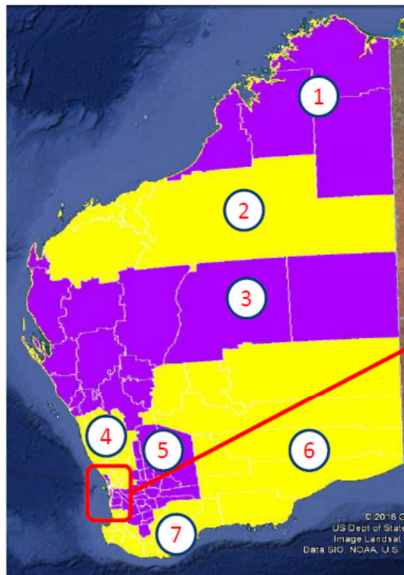 1
2
3
4
5
6
7
© 2016 G
US Dept of State
Image Landsat
Data SIO, NOAA, U.S